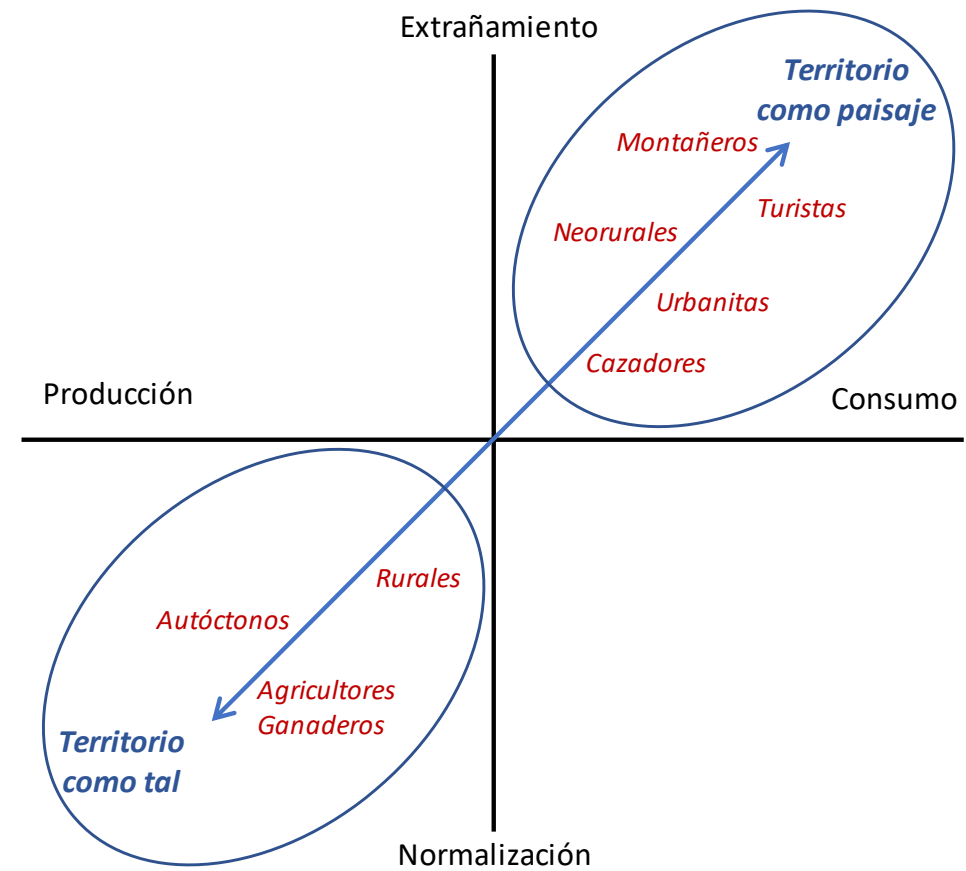 Extrañamiento
Territorio
como paisaje
Montañeros
Turistas
Neorurales
Urbanitas
Cazadores
Producción
Consumo
Rurales
Autóctonos
Agricultores
Ganaderos
Territorio
como tal
Normalización